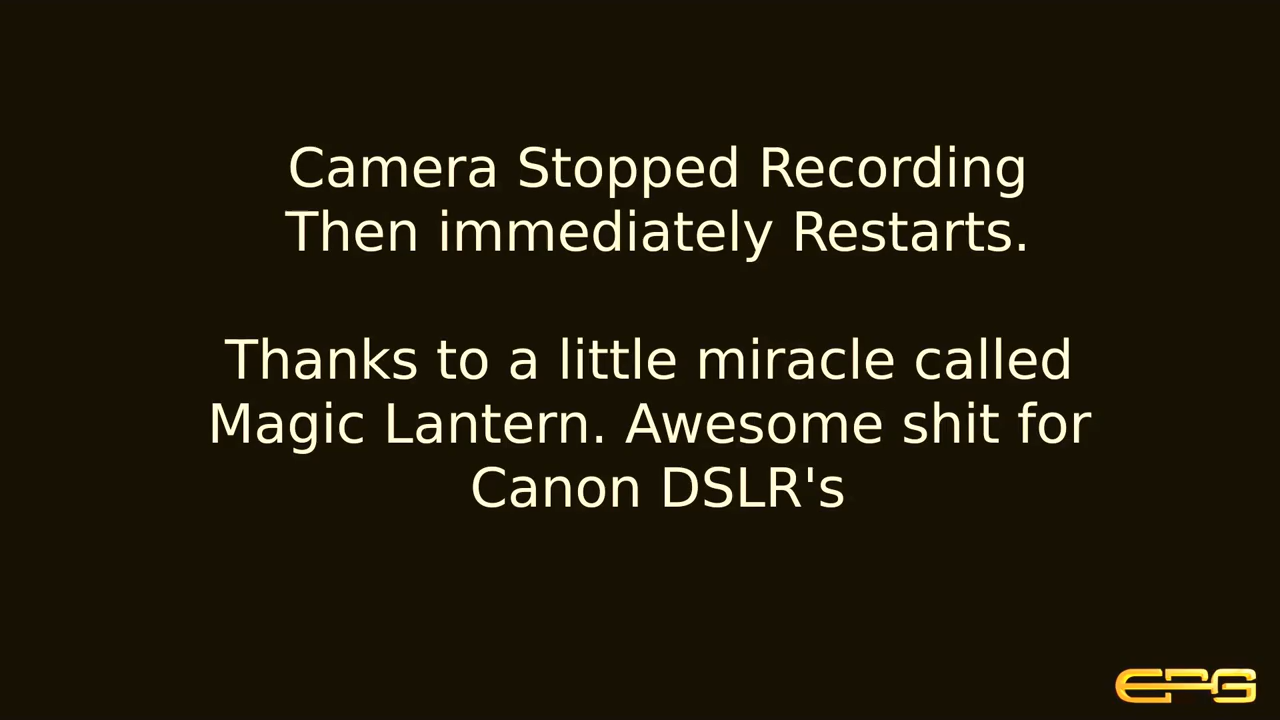 Camera Stopped Recording
Then immediately Restarts.
Thanks to a little miracle called
Magic Lantern. Awesome shit for
Canon DSLR's
EPG